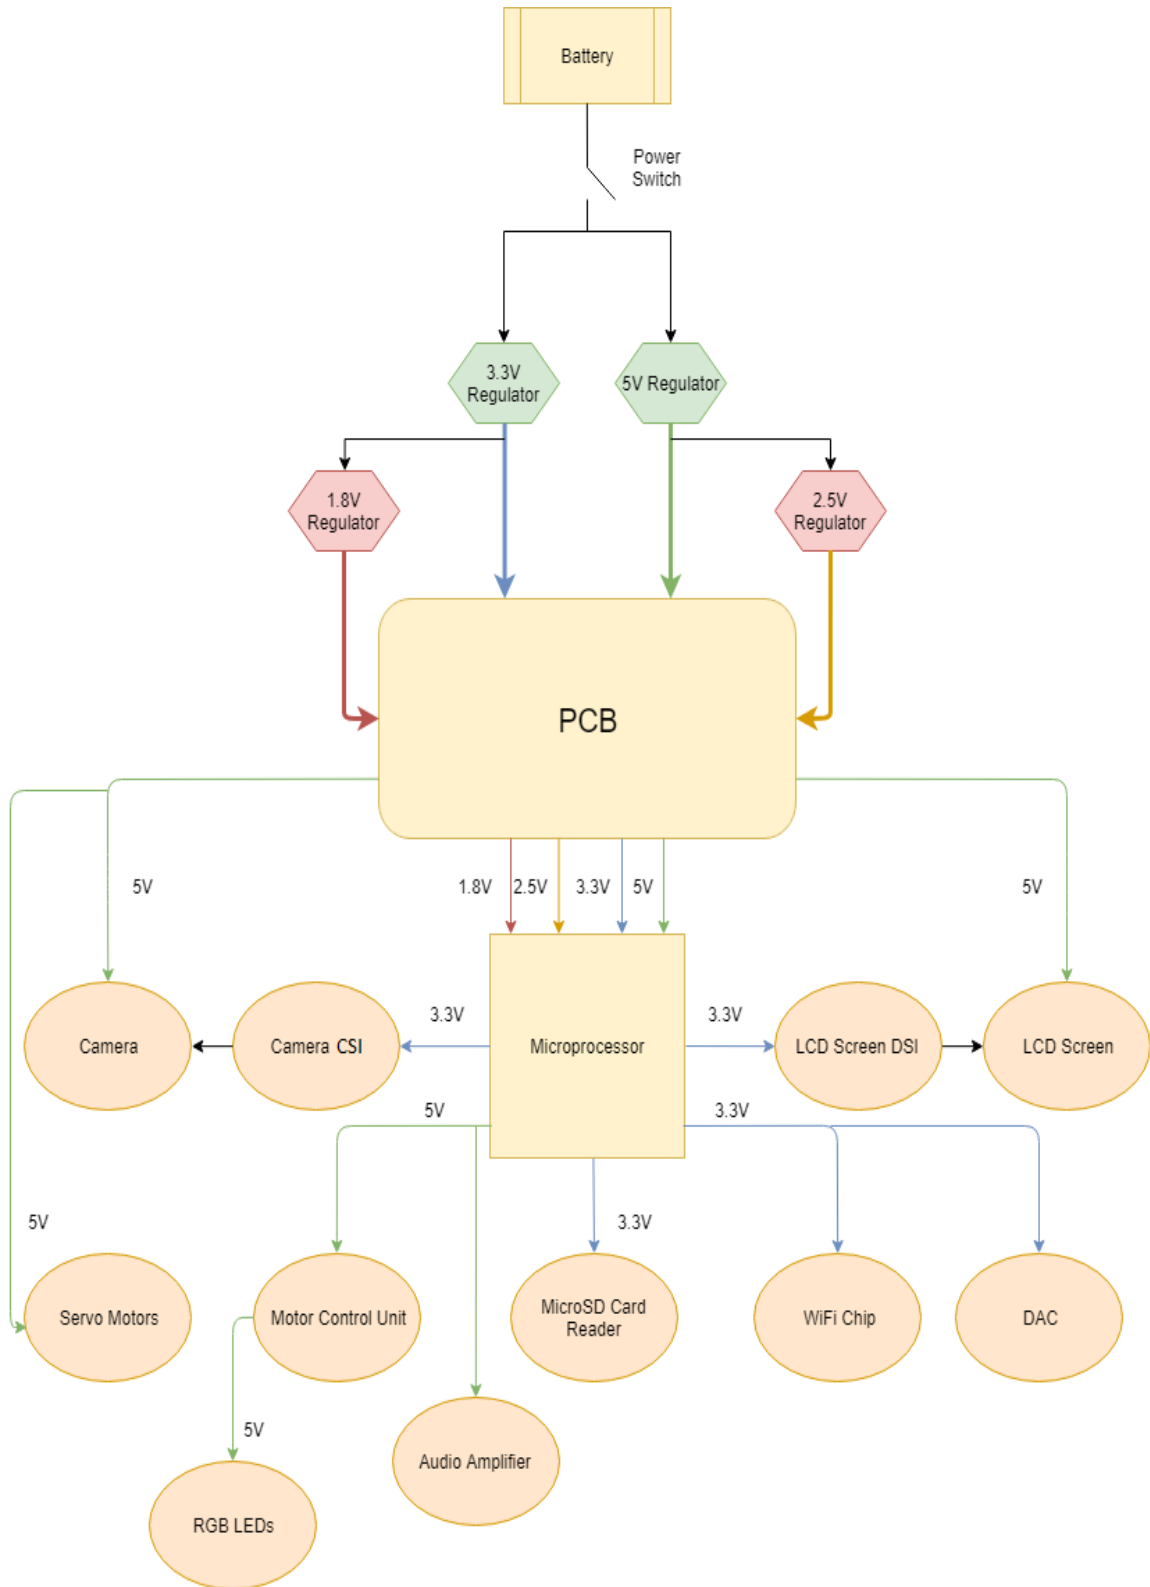 Battery
Power
Switch
3.3V
Regulator
5V Regulator
1.8V
Regulator
2.5V
Regulator
PCB
5V
1.8V
2.5V
3.3V
5V
5V
Camera
Camera CSI
3.3V
Microprocessor
3.3V
LCD Screen DSI
LCD Screen
5V
3.3V
5V
3.3V
Servo Motors
Motor Control Unit
MicroSD Card
Reader
WiFi Chip
DAC
5V
Audio Amplifier
RGB LEDs